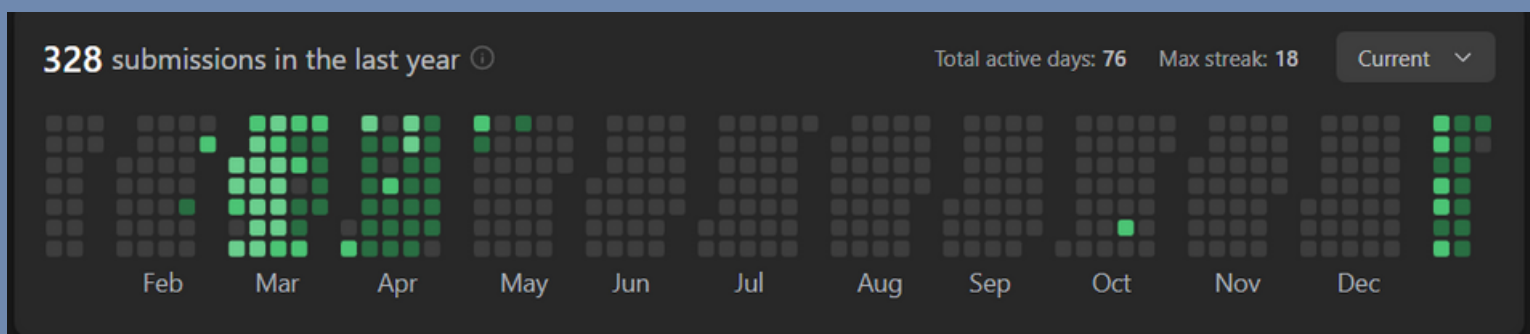 328 submissions in the last year
Total active days: 76 Max streak: 18 Current
Feb Mar Apr May Jun Jul Aug Sep Oct Nov Dec